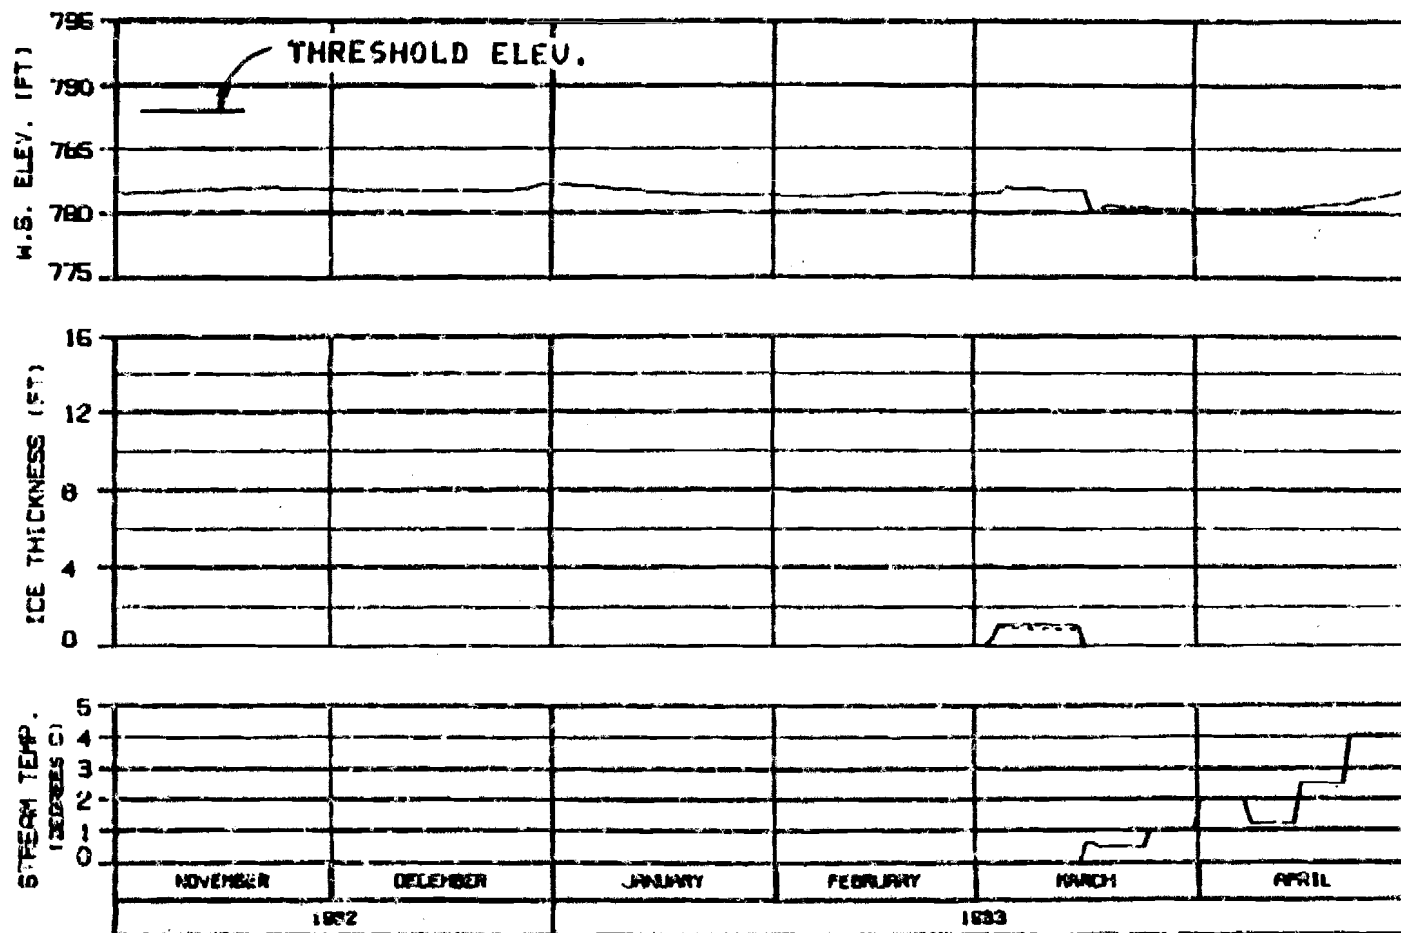 795
THRESHOLD ELEV.
790
785
780
775
W.S. ELEV. (FT)
16
12
8
4
0
ICE THICKNESS (FT)
5
4
3
2
1
0
STREAM TEMP.
(DEGREES C)
NOVEMBER
DECEMBER
JANUARY
FEBRUARY
MARCH
APRIL
1982
1983